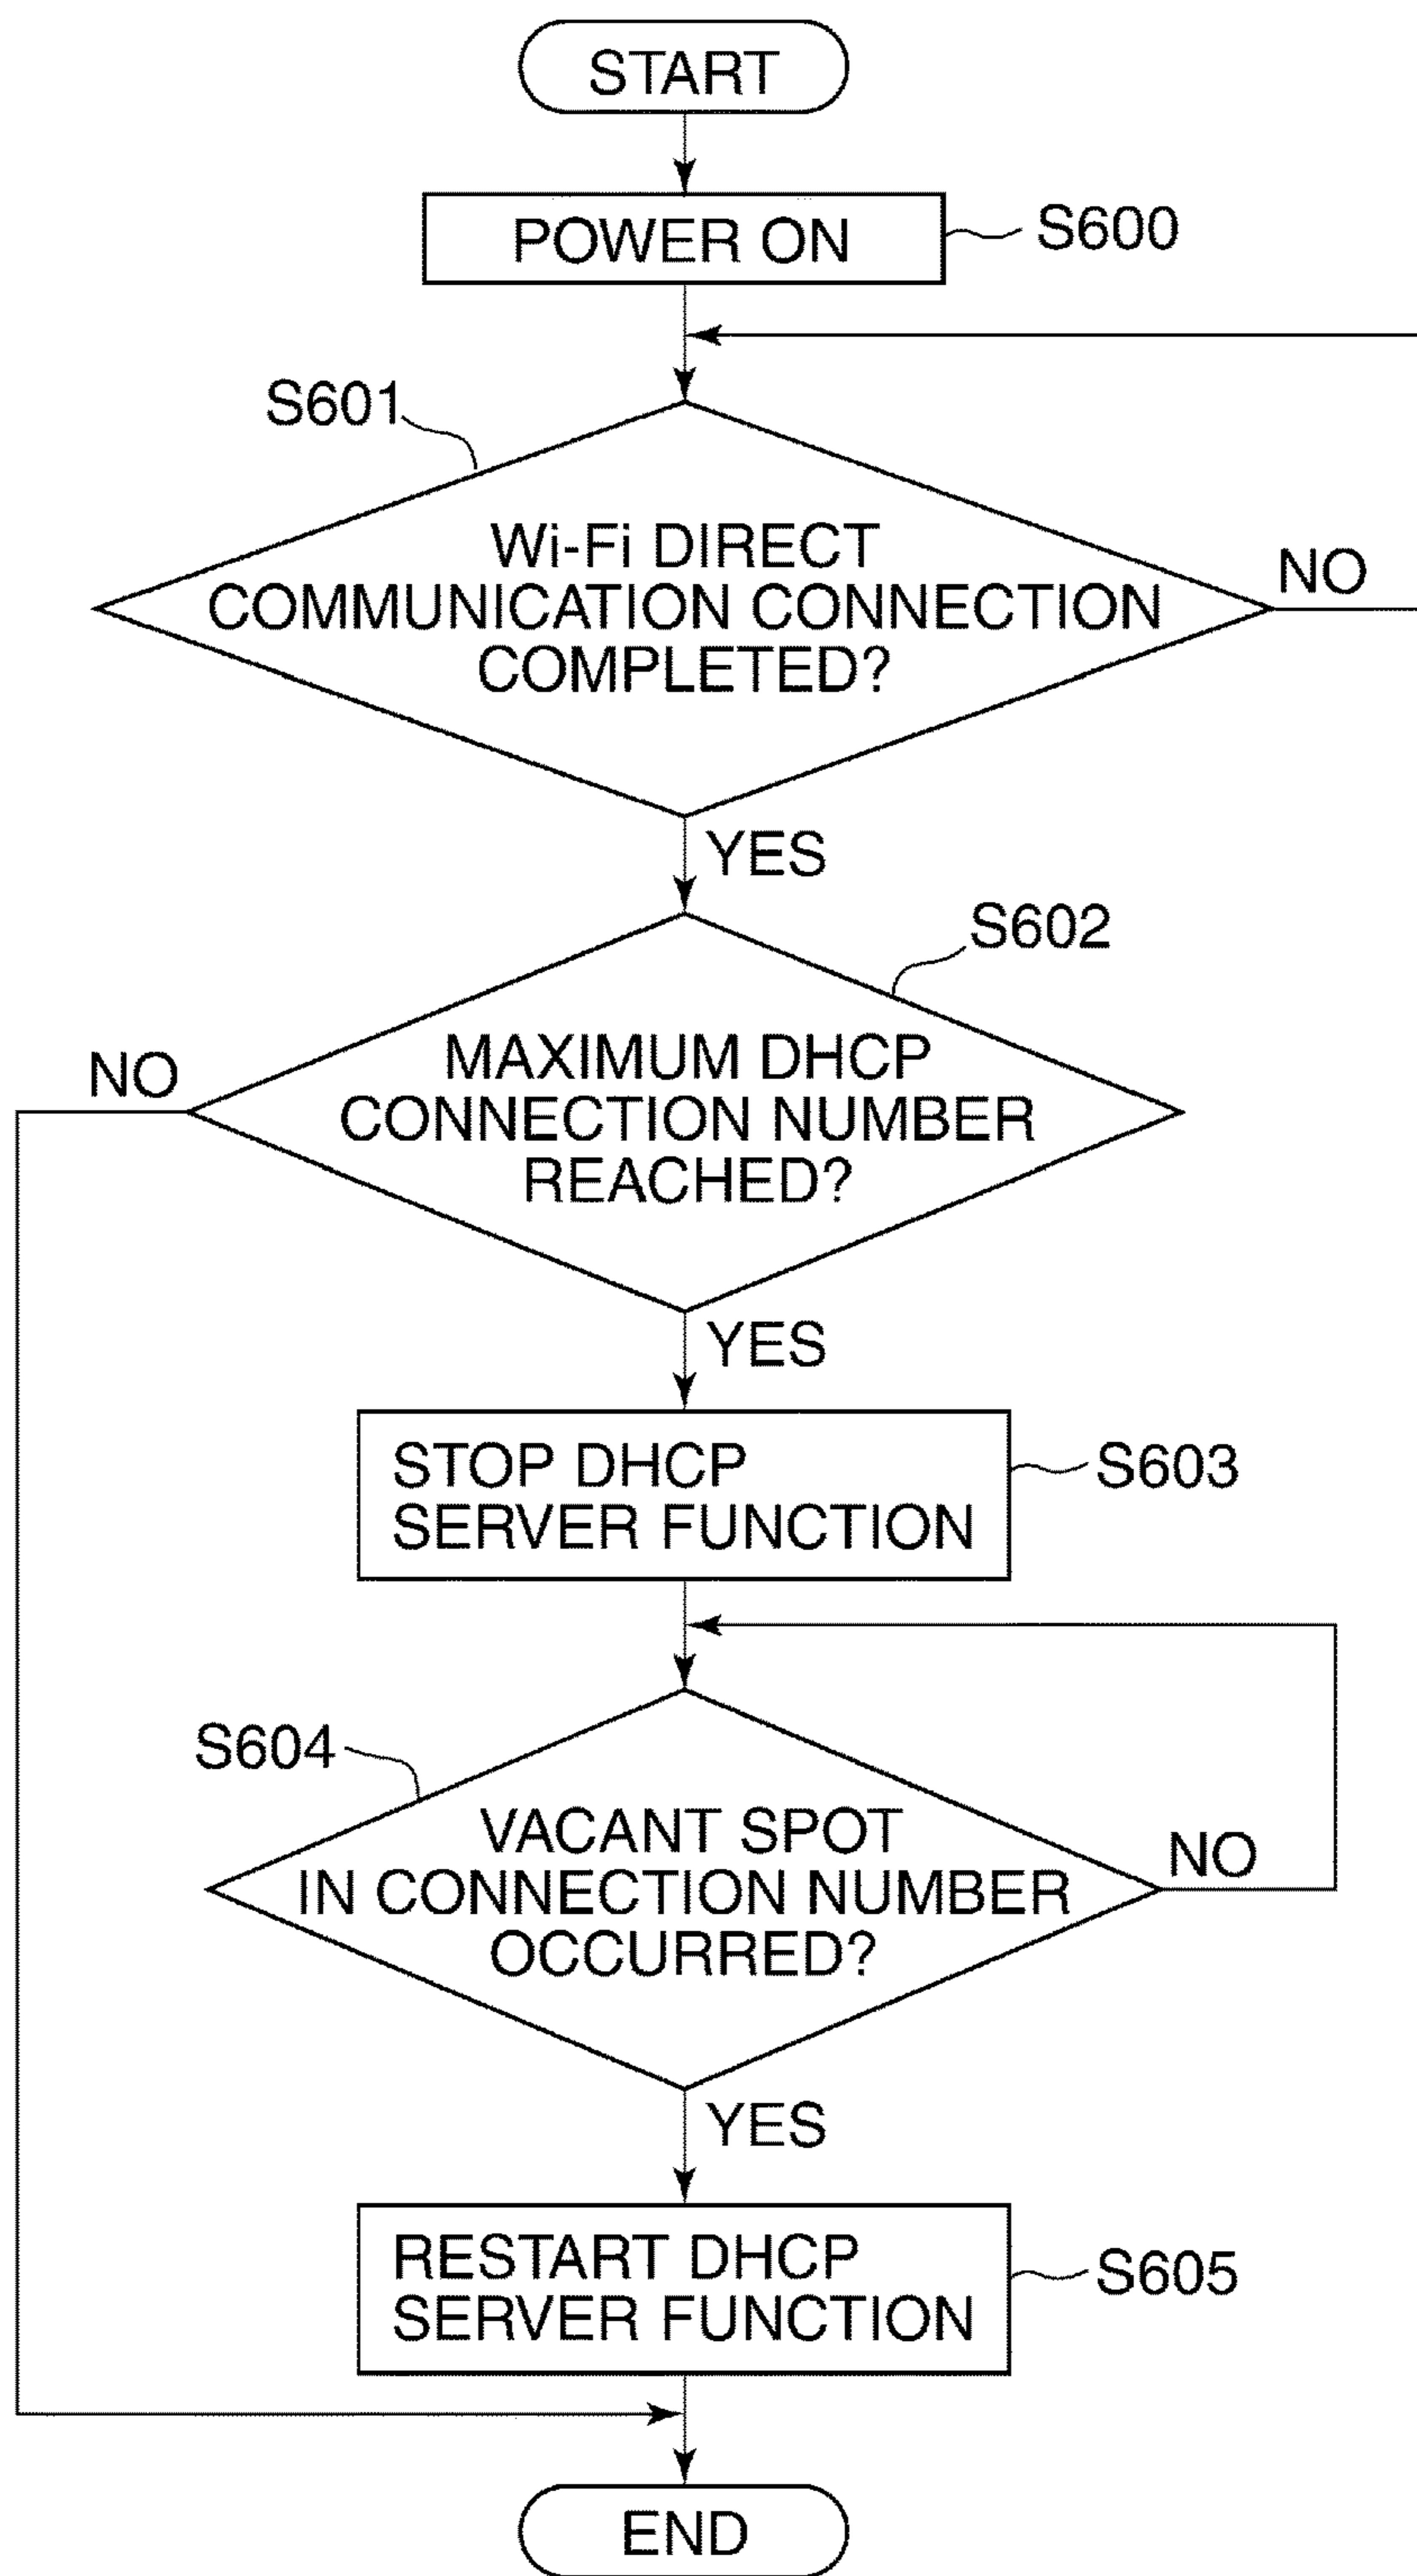 START
POWER ON
S600
S601
Wi-Fi DIRECT
COMMUNICATION CONNECTION
COMPLETED?
NO
YES
S602
MAXIMUM DHCP
CONNECTION NUMBER
REACHED?
NO
YES
STOP DHCP
SERVER FUNCTION
S603
S604
VACANT SPOT
IN CONNECTION NUMBER
OCCURRED?
NO
YES
RESTART DHCP
SERVER FUNCTION
S605
END